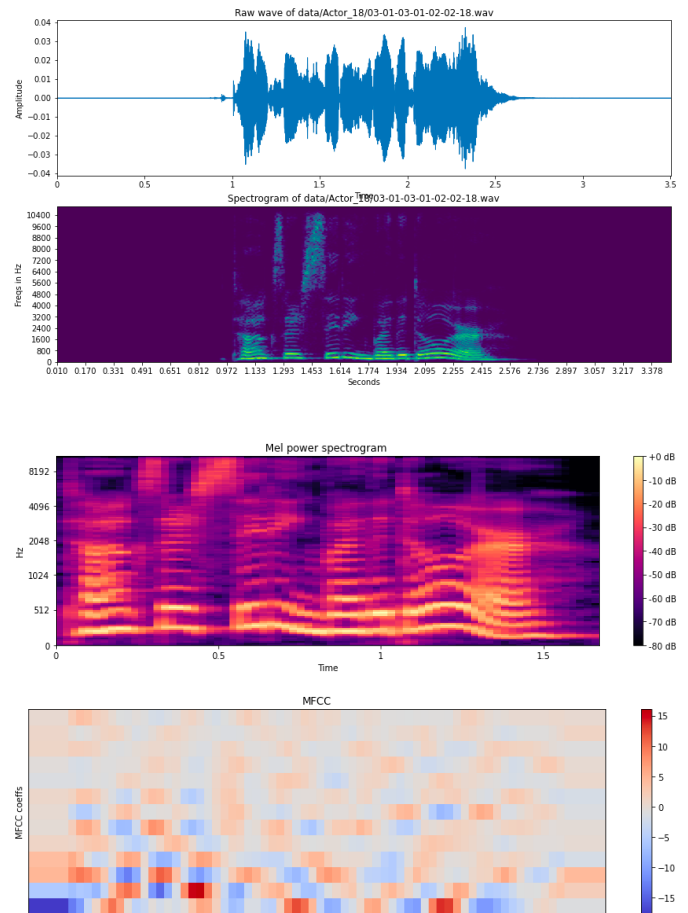 Raw wave of data/Actor_18/03-01-03-01-02-02-18.wav
0.04
0.03
0.02
0.01
0.00
-0.01
-0.02
-0.03
-0.04
Amplitude
0 0.5 1 1.5 2 2.5 3 3.5
Time
Spectrogram of data/Actor_18/03-01-03-01-02-02-18.wav
10400
9600
8800
8000
7200
6400
5600
4800
4000
3200
2400
1600
800
0
Freqs in Hz
0.010 0.170 0.331 0.491 0.651 0.812 0.972 1.133 1.293 1.453 1.614 1.774 1.934 2.095 2.255 2.415 2.576 2.736 2.897 3.057 3.217 3.378
Seconds
Mel power spectrogram
8192
4096
2048
1024
512
0
Hz
0 0.5 1 1.5
Time
+0 dB
-10 dB
-20 dB
-30 dB
-40 dB
-50 dB
-60 dB
-70 dB
-80 dB
MFCC
MFCC coeffs
15
10
5
0
−5
−10
−15